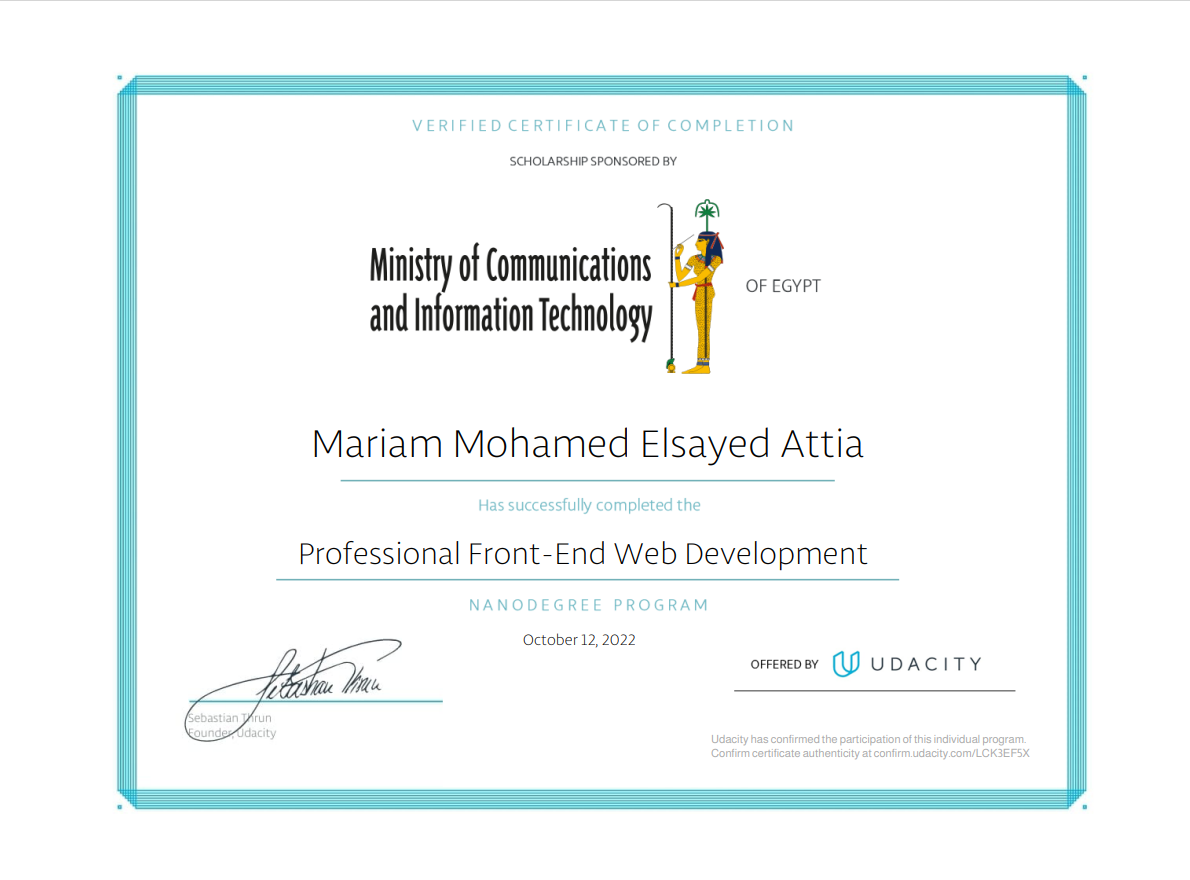 VERIFIED CERTIFICATE OF COMPLETION
SCHOLARSHIP SPONSORED BY
Ministry of Communications
and Information Technology
OF EGYPT
Mariam Mohamed Elsayed Attia
Has successfully completed the
Professional Front-End Web Development
NANODEGREE PROGRAM
October 12, 2022
Sebastian Thrun
Sebastian Thrun
Founder, Udacity
OFFERED BY UDACITY
Udacity has confirmed the participation of this individual program.
Confirm certificate authenticity at confirm.udacity.com/LCK3EF5X